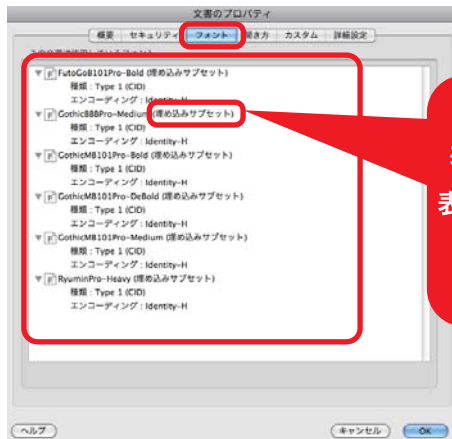 文書のプロパティ
概要 セキュリティ フォント 開き方 カスタム 詳細設定
FutoGoB101Pro-Bold (埋め込みサブセット)
種類 : Type 1 (CID)
エンコーディング : Identity-H
GothicBBBPro-Medium (埋め込みサブセット)
種類 : Type 1 (CID)
エンコーディング : Identity-H
GothicMB101Pro-Bold (埋め込みサブセット)
種類 : Type 1 (CID)
エンコーディング : Identity-H
GothicMB101Pro-DeBold (埋め込みサブセット)
種類 : Type 1 (CID)
エンコーディング : Identity-H
GothicMB101Pro-Medium (埋め込みサブセット)
種類 : Type 1 (CID)
エンコーディング : Identity-H
RyuminPro-Heavy (埋め込みサブセット)
種類 : Type 1 (CID)
エンコーディング : Identity-H
表
ヘルプ キャンセル OK